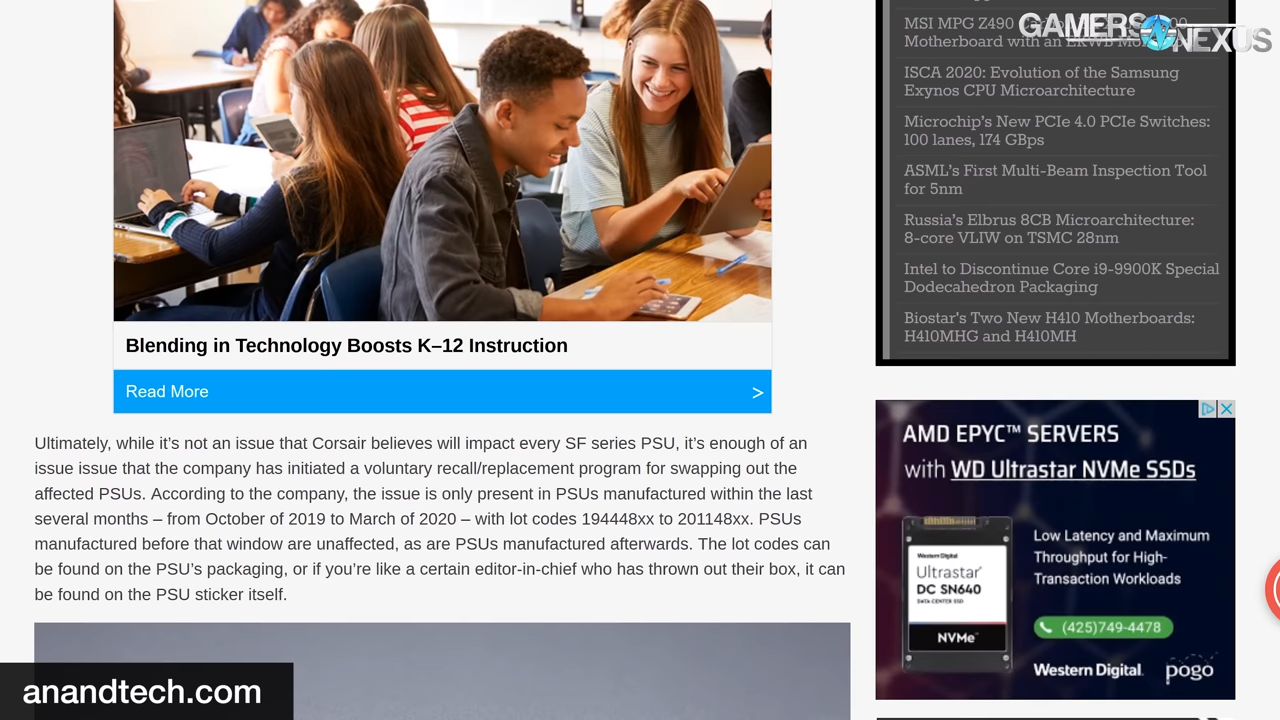 Blending in Technology Boosts K–12 Instruction
Read More
>
Ultimately, while it’s not an issue that Corsair believes will impact every SF series PSU, it’s enough of an
issue issue that the company has initiated a voluntary recall/replacement program for swapping out the
affected PSUs. According to the company, the issue is only present in PSUs manufactured within the last
several months – from October of 2019 to March of 2020 – with lot codes 194448xx to 201148xx. PSUs
manufactured before that window are unaffected, as are PSUs manufactured afterwards. The lot codes can
be found on the PSU’s packaging, or if you’re like a certain editor-in-chief who has thrown out their box, it can
be found on the PSU sticker itself.
anandtech.com
GAMERS NEXUS
MSI MPG Z490
Motherboard with an EKWB
ISCA 2020: Evolution of the Samsung
Exynos CPU Microarchitecture
Microchip’s New PCIe 4.0 PCIe Switches:
100 lanes, 174 GBps
ASML’s First Multi-Beam Inspection Tool
for 5nm
Russia’s Elbrus 8CB Microarchitecture:
8-core VLIW on TSMC 28nm
Intel to Discontinue Core i9-9900K Special
Dodecahedron Packaging
Biostar’s Two New H410 Motherboards:
H410MHG and H410MH
AMD EPYC™ SERVERS
with WD Ultrastar NVMe SSDs
Western Digital
Ultrastar
DC SN640
DATA CENTER SSD
NVMe
Low Latency and Maximum
Throughput for High-
Transaction Workloads
(425)749-4478
Western Digital. pogo